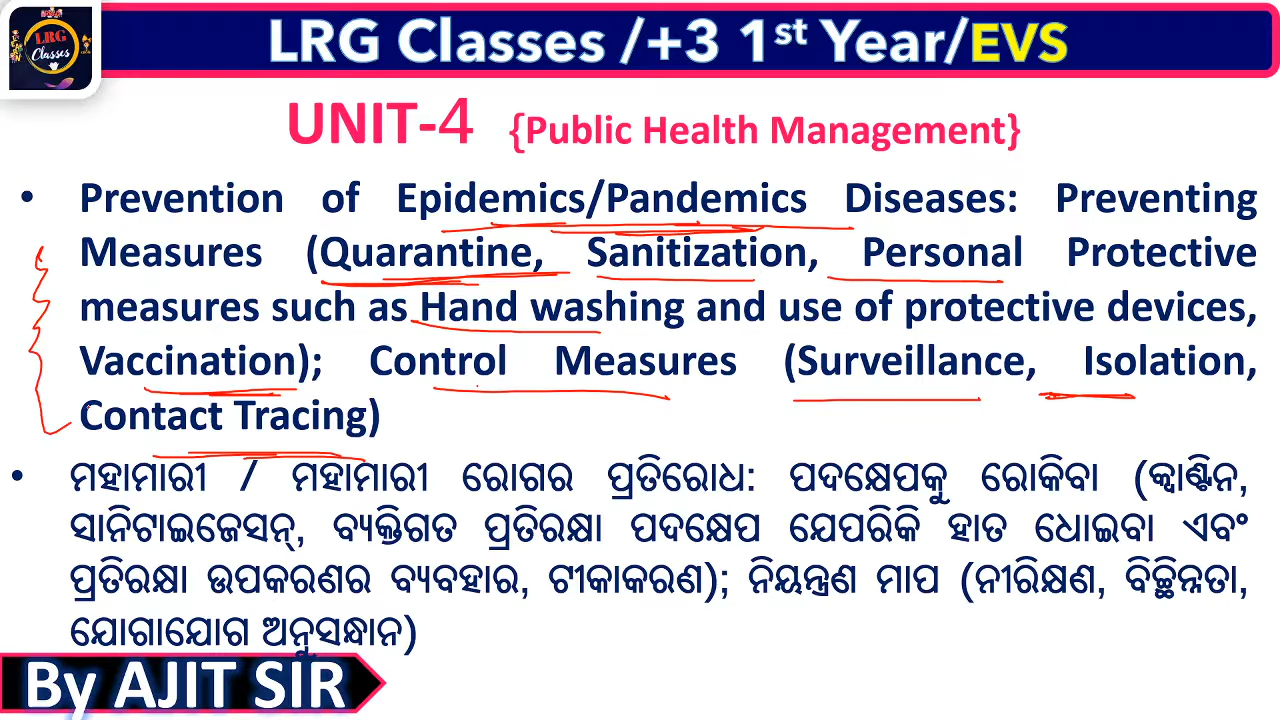 LRG Classes
LRG Classes /+3 1st Year/EVS
UNIT-4 {Public Health Management}
• Prevention of Epidemics/Pandemics Diseases: Preventing
Measures (Quarantine, Sanitization, Personal Protective
measures such as Hand washing and use of protective devices,
Vaccination); Control Measures (Surveillance, Isolation,
Contact Tracing)
• ମହାମାରୀ / ମହାମାରୀ ରୋଗର ପ୍ରତିରୋଧ: ପଦକ୍ଷେପକୁ ରୋକିବା (କ୍ୱାଣ୍ଟିନ,
ସାନିଟାଇଜେସନ୍, ବ୍ୟକ୍ତିଗତ ପ୍ରତିରକ୍ଷା ପଦକ୍ଷେପ ଯେପରିକି ହାତ ଧୋଇବା ଏବଂ
ପ୍ରତିରକ୍ଷା ଉପକରଣର ବ୍ୟବହାର, ଟୀକାକରଣ); ନିୟନ୍ତ୍ରଣ ମାପ (ନୀରିକ୍ଷଣ, ବିଚ୍ଛିନ୍ନତା,
ଯୋଗାଯୋଗ ଅନୁସନ୍ଧାନ)
By AJIT SIR